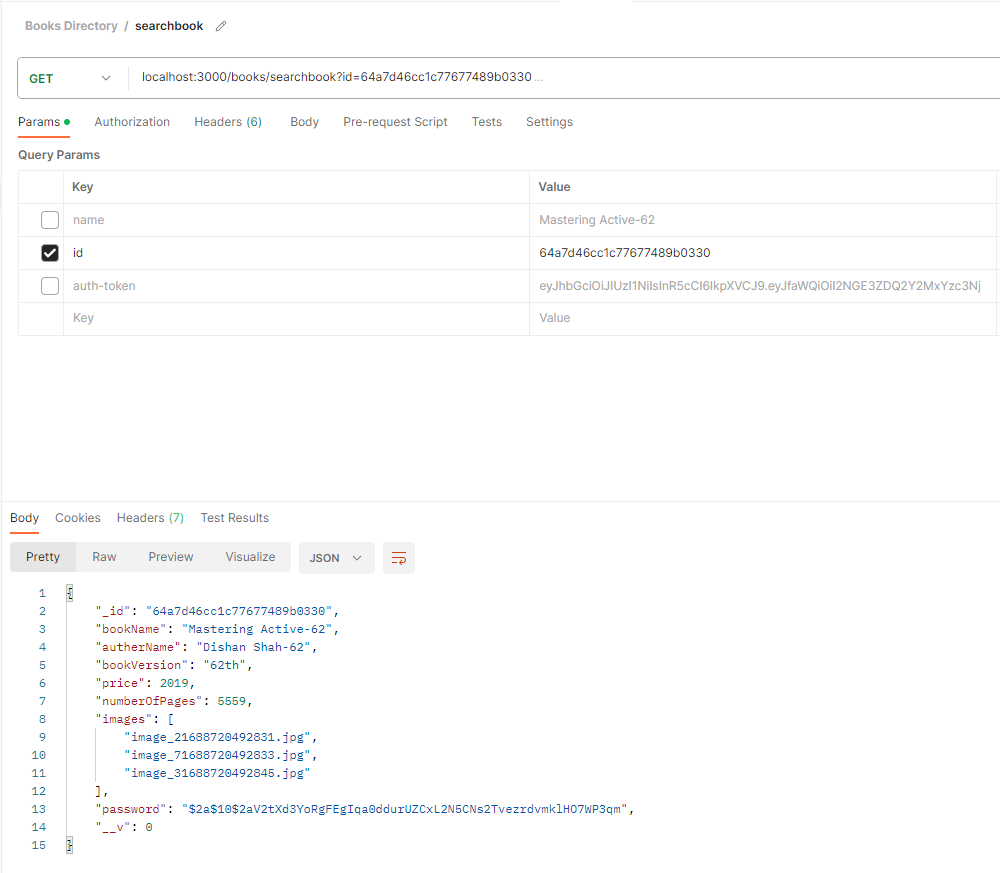 Books Directory / searchbook
GET localhost:3000/books/searchbook?id=64a7d46cc1c77677489b0330 ...
Params Authorization Headers (6) Body Pre-request Script Tests Settings
Query Params
Key Value
name Mastering Active-62
id 64a7d46cc1c77677489b0330
auth-token eyJhbGciOiJIUzI1NiIsInR5cCI6IkpXVCJ9.eyJfaWQiOiI2NGE3ZDQ2Y2MxYzc3Nj
Key Value
Body Cookies Headers (7) Test Results
Pretty Raw Preview Visualize JSON
1 {
2 "_id": "64a7d46cc1c77677489b0330",
3 "bookName": "Mastering Active-62",
4 "autherName": "Dishan Shah-62",
5 "bookVersion": "62th",
6 "price": 2019,
7 "numberOfPages": 5559,
8 "images": [
9 "image_21688720492831.jpg",
10 "image_71688720492833.jpg",
11 "image_31688720492845.jpg"
12 ],
13 "password": "$2a$10$2aV2tXd3YoRgFEgIqa0ddurUZCxL2N5CNs2TvezrdvmklHO7WP3qm",
14 "__v": 0
15 }